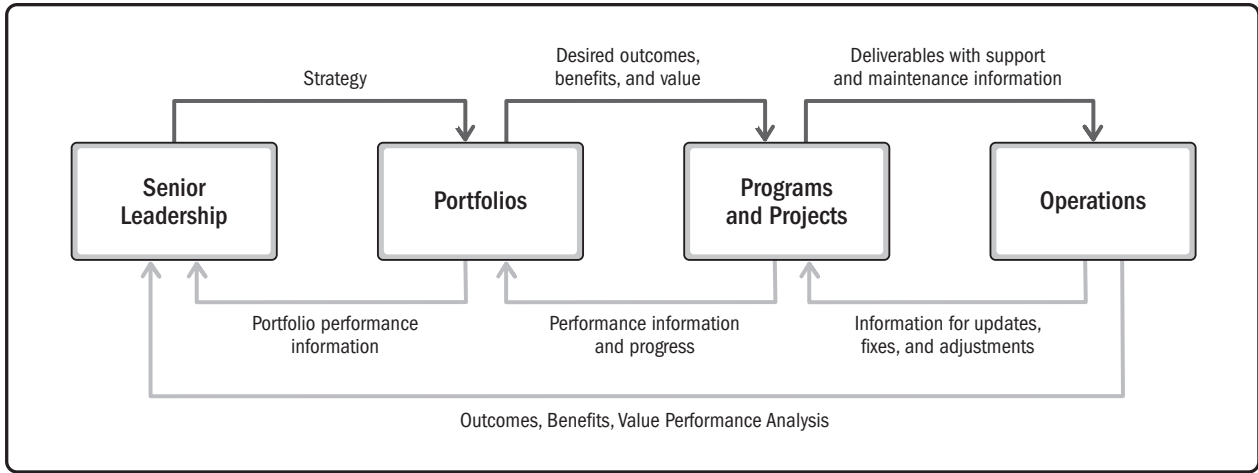 Strategy
Desired outcomes,
benefits, and value
Deliverables with support
and maintenance information
Senior
Leadership
Portfolios
Programs
and Projects
Operations
Portfolio performance
information
Performance information
and progress
Information for updates,
fixes, and adjustments
Outcomes, Benefits, Value Performance Analysis